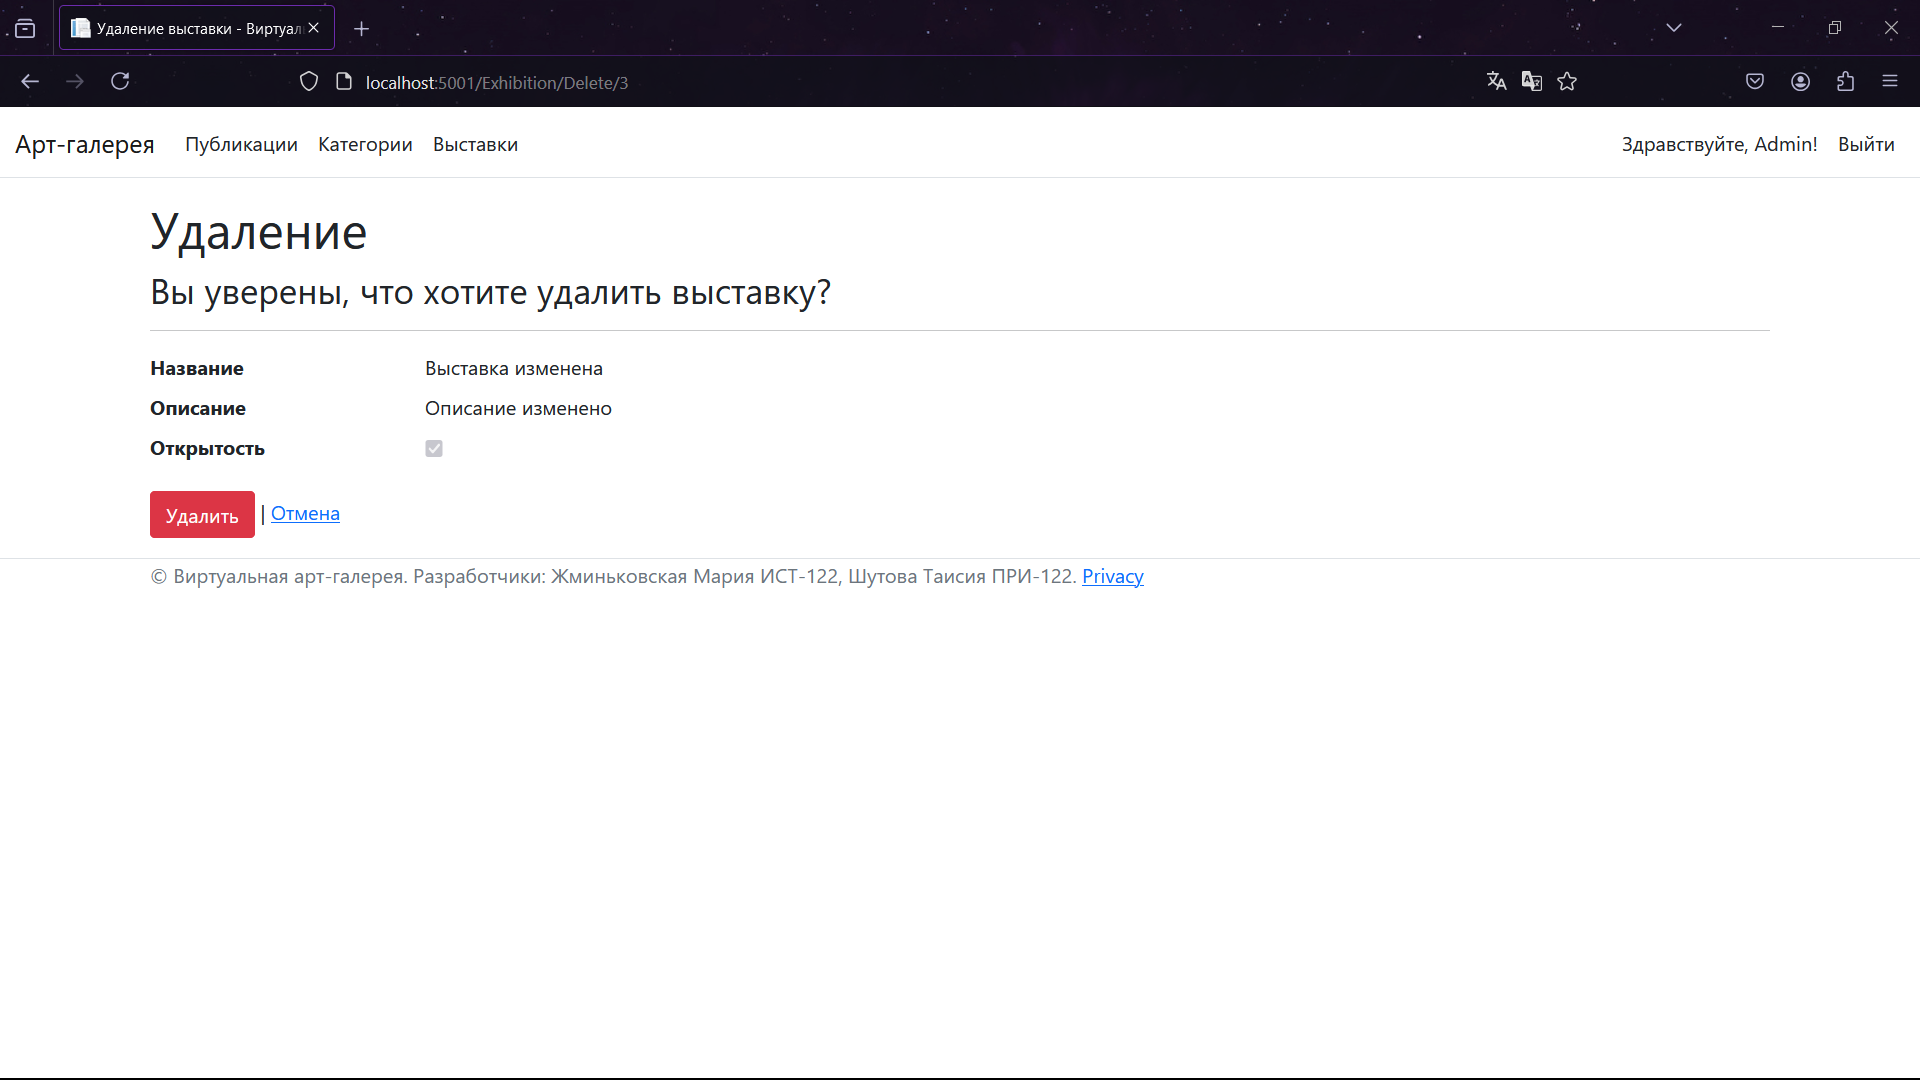 Удаление выставки - Виртуал
localhost:5001/Exhibition/Delete/3
Арт-галерея Публикации Категории Выставки Здравствуйте, Admin! Выйти
Удаление
Вы уверены, что хотите удалить выставку?
Название Выставка изменена
Описание Описание изменено
Открытость
Удалить | Отмена
© Виртуальная арт-галерея. Разработчики: Жминьковская Мария ИСТ-122, Шутова Таисия ПРИ-122. Privacy